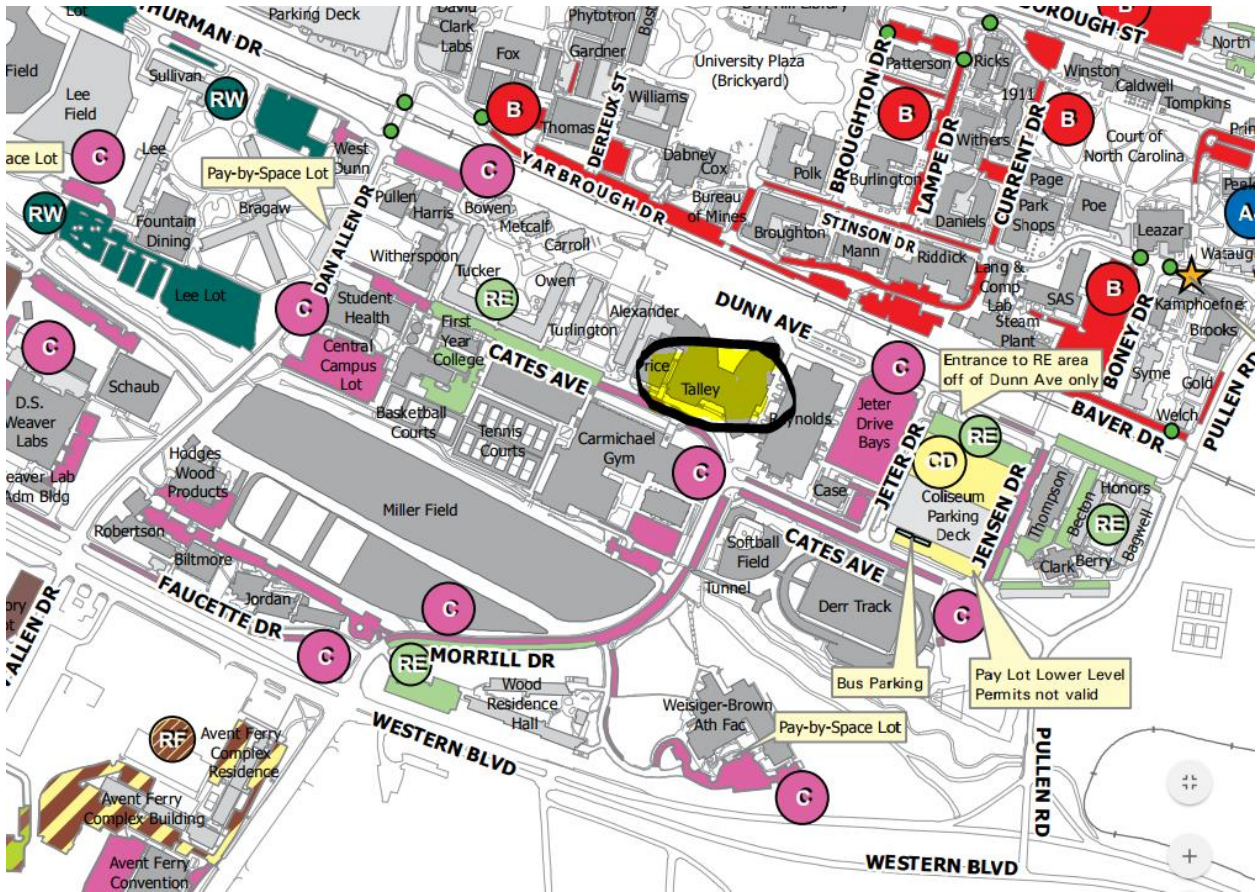 Lot
THURMAN DR
Parking Deck
David
Clark
Labs
Phytotron
Fox
Gardner
Field
Sullivan
RW
Lee
Field
B
Thomas
DERIEUX ST
Williams
University Plaza
(Brickyard)
BROUGHTON DR
Patterson
Ricks
OROUGH ST
B
North
Winston
Caldwell
Tompkins
1911
B
B
Withers
Court of
North Carolina
C
Lee
ace Lot
Pay-by-Space Lot
West
Dunn
C
YARBROUGH DR
Dabney
Cox
Polk
Burlington
LAMPE DR
CURRENT DR
Page
Park
Shops
Poe
Leazar
A
RW
Fountain
Dining
Bragaw
DAN ALLEN DR
Pullen
Harris
Bowen
Metcalf
Carroll
Bureau
of Mines
Broughton
STINSON DR
Mann
Riddick
Daniels
Lang &
Comp
Lab
SAS
B
BONEY DR
Kamphoefner
Brooks
Lee Lot
Witherspoon
Tucker
RE
Owen
Turlington
Alexander
DUNN AVE
Steam
Plant
C
Student
Health
First
Year
College
CATES AVE
Price
Talley
Entrance to RE area
off of Dunn Ave only
Syme
Gold
PULLEN RD
C
Schaub
Central
Campus
Lot
C
Jeter
Drive
Bays
BAVER DR
Welch
D.S.
Weaver
Labs
Basketball
Courts
Tennis
Courts
Carmichael
Gym
Reynolds
JETER DR
RE
CD
Coliseum
Parking
Deck
JENSEN DR
Thompson
Becton
Honors
RE
Bagwell
eaver Lab
Adm Bldg
Hodges
Wood
Products
C
Case
Miller Field
Robertson
Biltmore
Softball
Field
CATES AVE
Clark
Berry
Tunnel
Derr Track
FAUCETTE DR
Jordan
C
C
C
RE
MORRILL DR
Bus Parking
Pay Lot Lower Level
Permits not valid
Wood
Residence
Hall
Weisiger-Brown
Ath Fac
Pay-by-Space Lot
RF
Avent Ferry
Complex
Residence
WESTERN BLVD
PULLEN RD
C
Avent Ferry
Complex Building
Avent Ferry
Convention
WESTERN BLVD